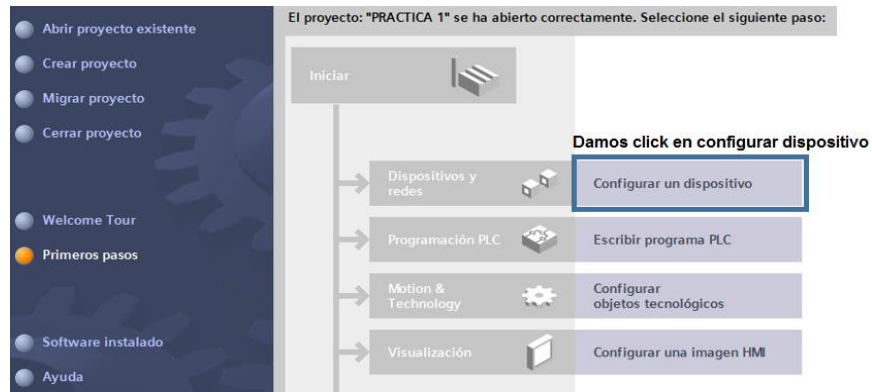 Abrir proyecto existente
Crear proyecto
Migrar proyecto
Cerrar proyecto
Welcome Tour
Primeros pasos
Software instalado
Ayuda
El proyecto: "PRACTICA 1" se ha abierto correctamente. Seleccione el siguiente paso:
Iniciar
Damos click en configurar dispositivo
Dispositivos y
redes
Configurar un dispositivo
Programación PLC
Escribir programa PLC
Motion &
Technology
Configurar
objetos tecnológicos
Visualización
Configurar una imagen HMI